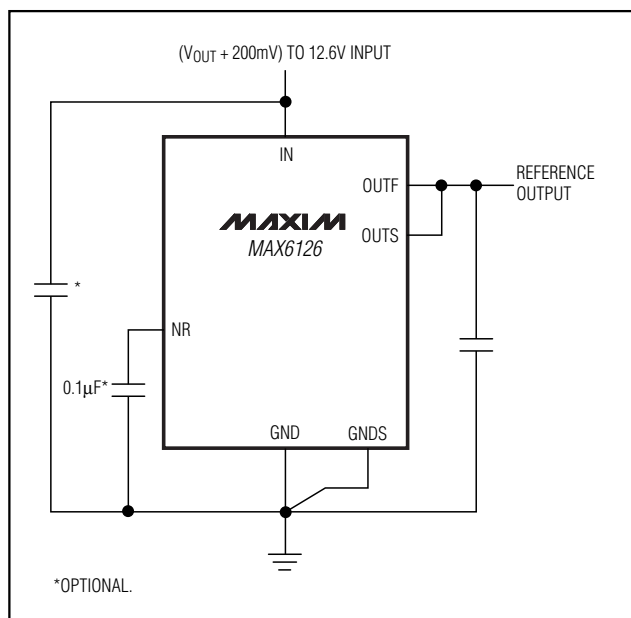 (VOUT + 200mV) TO 12.6V INPUT
IN
OUTF
REFERENCE
OUTPUT
MAXIM
OUTS
MAX6126
*
NR
0.1μF*
GND
GNDS
*OPTIONAL.